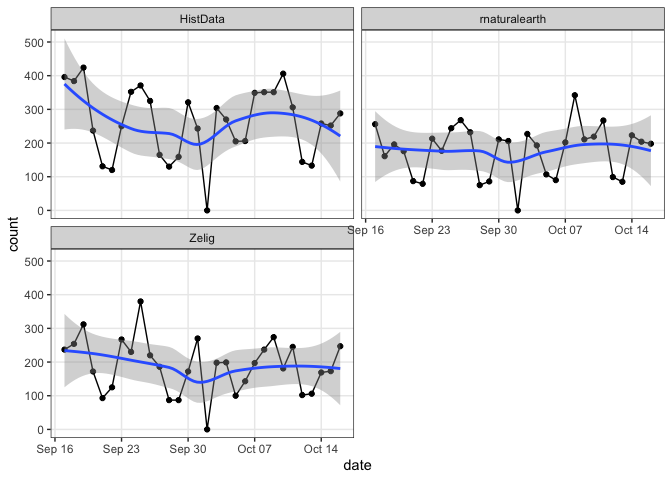 HistData
rnaturalearth
500
400
300
200
100
0
count
Sep 16 Sep 23 Sep 30 Oct 07 Oct 14
Zelig
500
400
300
200
100
0
Sep 16 Sep 23 Sep 30 Oct 07 Oct 14
date